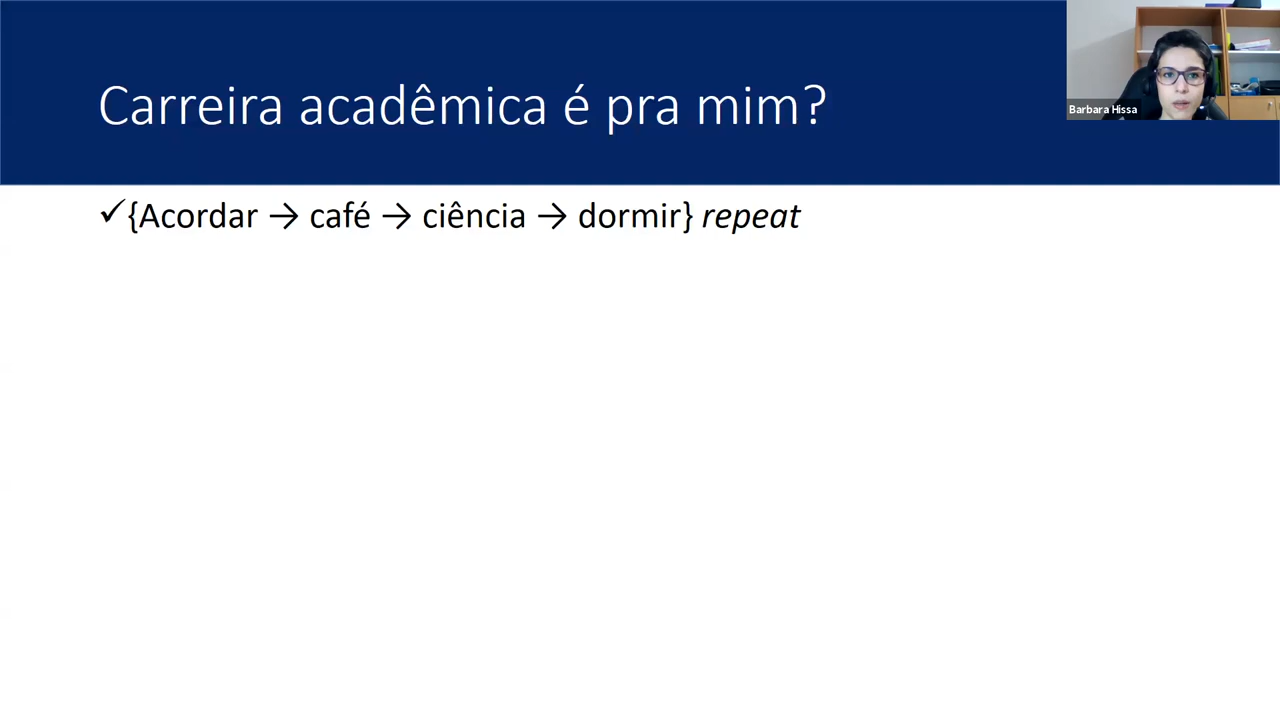 Carreira acadêmica é pra mim?
Barbara Hissa
✓{Acordar → café → ciência → dormir} repeat